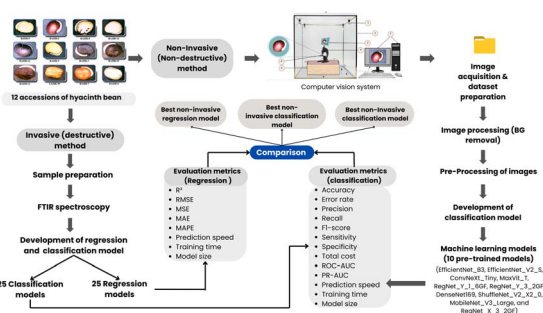 12 accessions of hyacinth bean
Invasive (destructive)
method
Sample preparation
FTIR spectroscopy
Development of regression
and classification model
25 Classification
models
25 Regression
models
Non-Invasive
(Non-destructive)
method
Computer vision system
Image
acquisition &
dataset
preparation
Image processing (BG
removal)
Pre-Processing of images
Development of
classification model
Machine learning models
(10 pre-trained models)
(EfficientNet_B3, EfficientNet_V2_S,
ConvNeXt_Tiny, MaxVit_T,
RegNet_Y_1_6GF, RegNet_Y_3_2GF
DenseNet169, ShuffleNet_V2_X2_0,
MobileNet_V3_Large, and
RegNet_X_3_2GF)
Best non-invasive
regression model
Best non-
invasive classification
model
Best non-Invasive
classification model
Comparison
Evaluation metrics
(Regression )
• R²
• RMSE
• MSE
• MAE
• MAPE
• Prediction speed
• Training time
• Model size
Evaluation metrics
(classification)
• Accuracy
• Error rate
• Precision
• Recall
• F1-score
• Sensitivity
• Specificity
• Total cost
• ROC-AUC
• PR-AUC
• Prediction speed
• Training time
• Model size